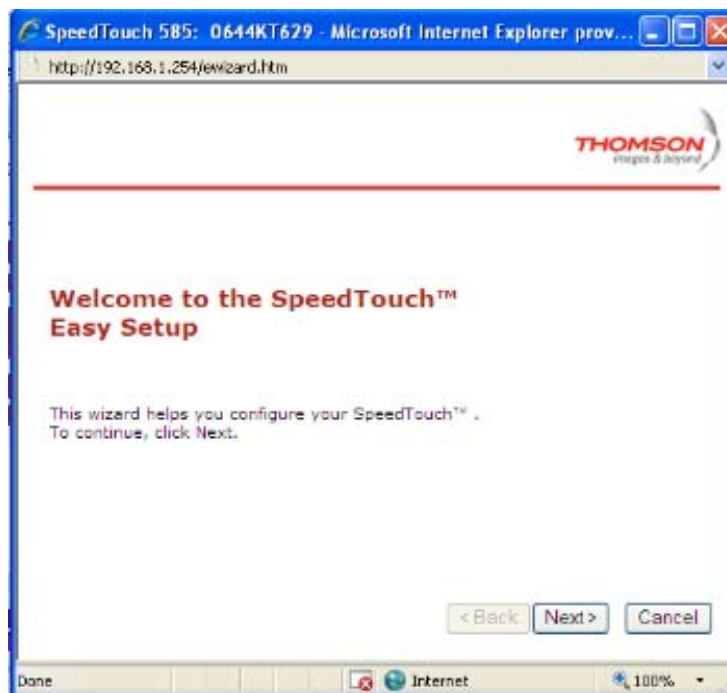 SpeedTouch 585: 0644KT629 - Microsoft Internet Explorer prov...
http://192.168.1.254/ewizard.htm
THOMSON
images & beyond
Welcome to the SpeedTouch™
Easy Setup
This wizard helps you configure your SpeedTouch™ .
To continue, click Next.
< Back Next > Cancel
Done Internet 100%